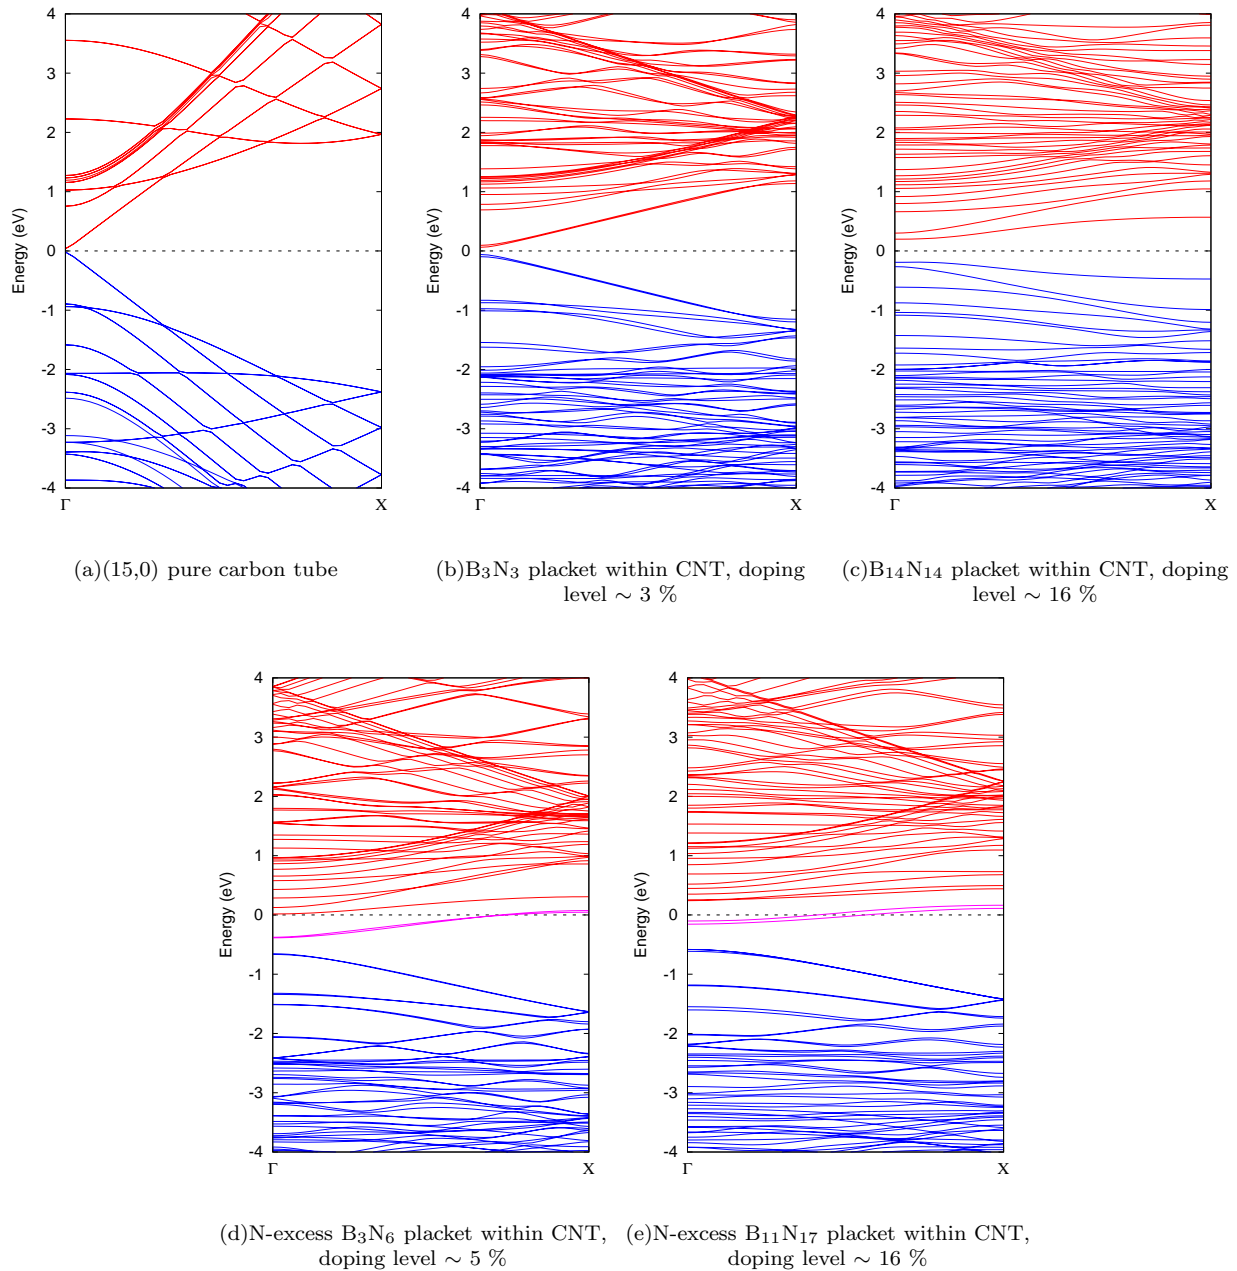 4
3
2
1
0
-1
-2
-3
-4
Energy (eV)
Γ
X
4
3
2
1
0
-1
-2
-3
-4
Energy (eV)
Γ
X
4
3
2
1
0
-1
-2
-3
-4
Energy (eV)
Γ
X
(a)(15,0) pure carbon tube
(b)B₃N₃ placket within CNT, doping
level ∼ 3 %
(c)B₁₄N₁₄ placket within CNT, doping
level ∼ 16 %
4
3
2
1
0
-1
-2
-3
-4
Energy (eV)
Γ
X
4
3
2
1
0
-1
-2
-3
-4
Energy (eV)
Γ
X
(d)N-excess B₃N₆ placket within CNT,
doping level ∼ 5 %
(e)N-excess B₁₁N₁₇ placket within CNT,
doping level ∼ 16 %